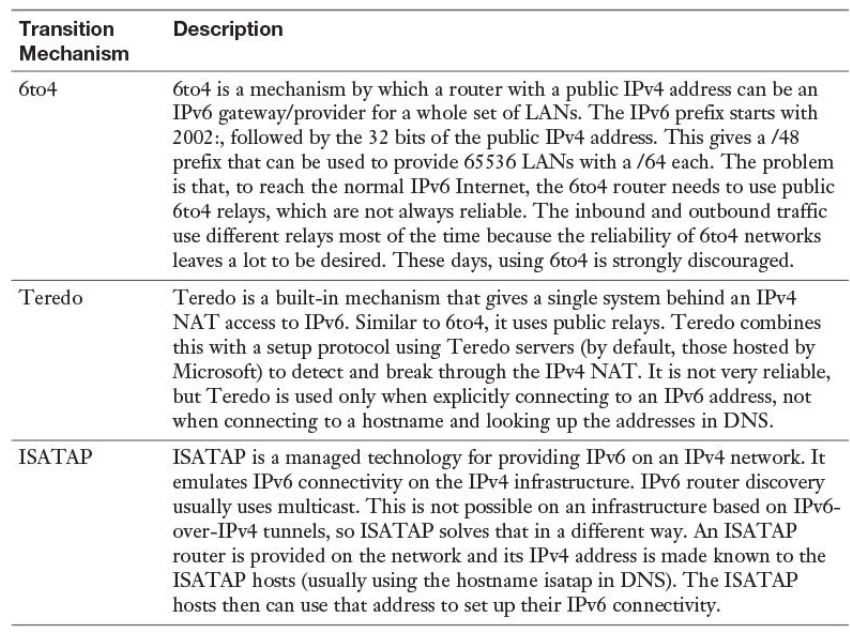 Transition Mechanism Description
6to4 6to4 is a mechanism by which a router with a public IPv4 address can be an
IPv6 gateway/provider for a whole set of LANs. The IPv6 prefix starts with
2002:, followed by the 32 bits of the public IPv4 address. This gives a /48
prefix that can be used to provide 65536 LANs with a /64 each. The problem
is that, to reach the normal IPv6 Internet, the 6to4 router needs to use public
6to4 relays, which are not always reliable. The inbound and outbound traffic
use different relays most of the time because the reliability of 6to4 networks
leaves a lot to be desired. These days, using 6to4 is strongly discouraged.
Teredo Teredo is a built-in mechanism that gives a single system behind an IPv4
NAT access to IPv6. Similar to 6to4, it uses public relays. Teredo combines
this with a setup protocol using Teredo servers (by default, those hosted by
Microsoft) to detect and break through the IPv4 NAT. It is not very reliable,
but Teredo is used only when explicitly connecting to an IPv6 address, not
when connecting to a hostname and looking up the addresses in DNS.
ISATAP ISATAP is a managed technology for providing IPv6 on an IPv4 network. It
emulates IPv6 connectivity on the IPv4 infrastructure. IPv6 router discovery
usually uses multicast. This is not possible on an infrastructure based on IPv6-
over-IPv4 tunnels, so ISATAP solves that in a different way. An ISATAP
router is provided on the network and its IPv4 address is made known to the
ISATAP hosts (usually using the hostname isatap in DNS). The ISATAP
hosts then can use that address to set up their IPv6 connectivity.